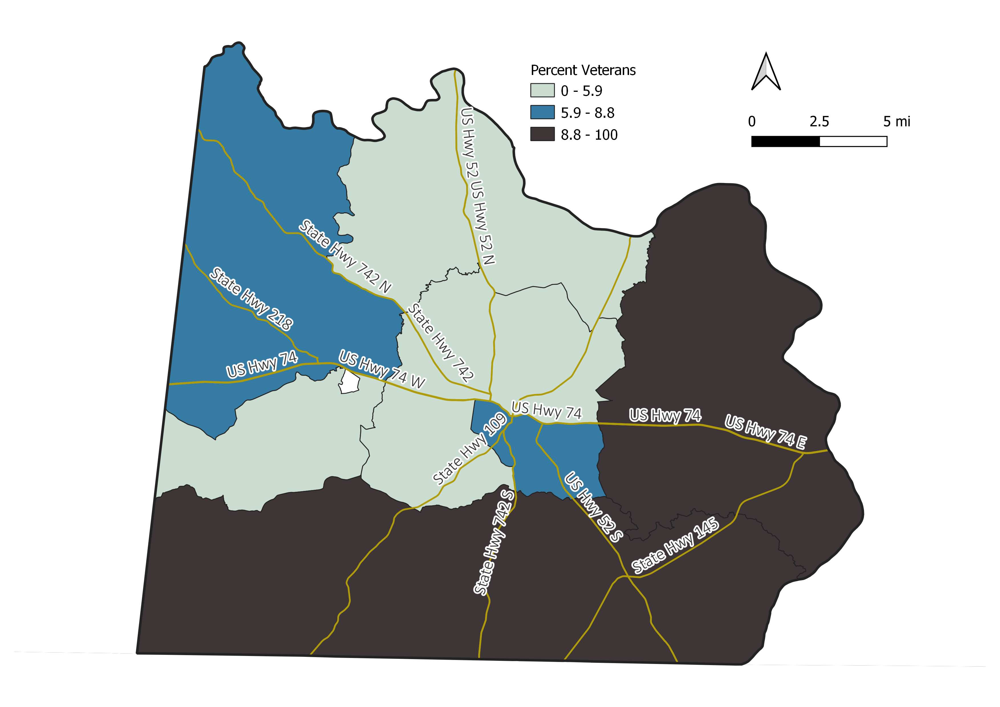 Percent Veterans
0 - 5.9
5.9 - 8.8
8.8 - 100
0 2.5 5 mi
US Hwy 52 US Hwy 52 N
State Hwy 742 N
State Hwy 218
State Hwy 742
US Hwy 74
US Hwy 74 W
US Hwy 74
US Hwy 74
US Hwy 74 E
State Hwy 109
US Hwy 52 S
State Hwy 742 S
State Hwy 145